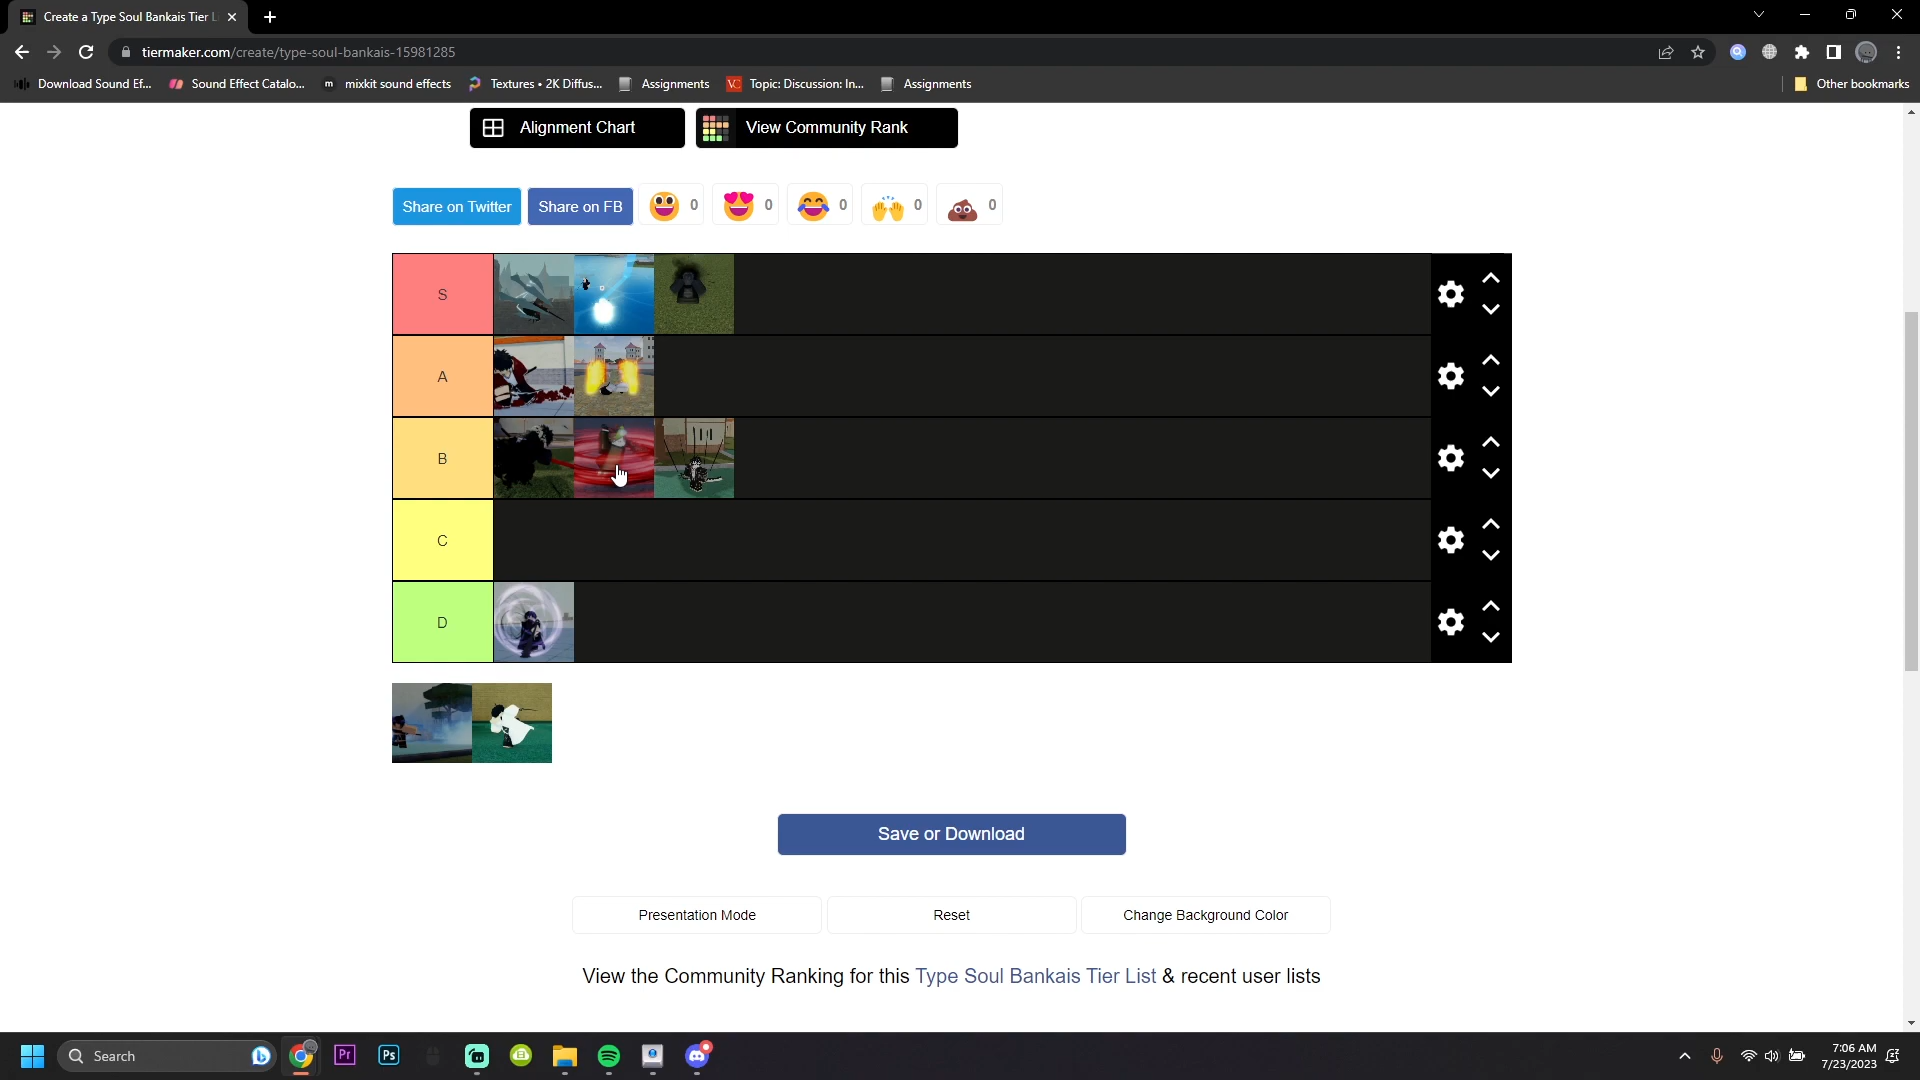 Create a Type Soul Bankais Tier L
tiermaker.com/create/type-soul-bankais-15981285
Download Sound Ef...
Sound Effect Catalo...
m mixkit sound effects
Textures • 2K Diffus...
Assignments
VC Topic: Discussion: In...
Assignments
Other bookmarks
Alignment Chart
View Community Rank
Share on Twitter
Share on FB
0
0
0
0
0
S
A
B
C
D
Save or Download
Presentation Mode
Reset
Change Background Color
View the Community Ranking for this Type Soul Bankais Tier List & recent user lists
Search
Pr
Ps
7:06 AM
7/23/2023